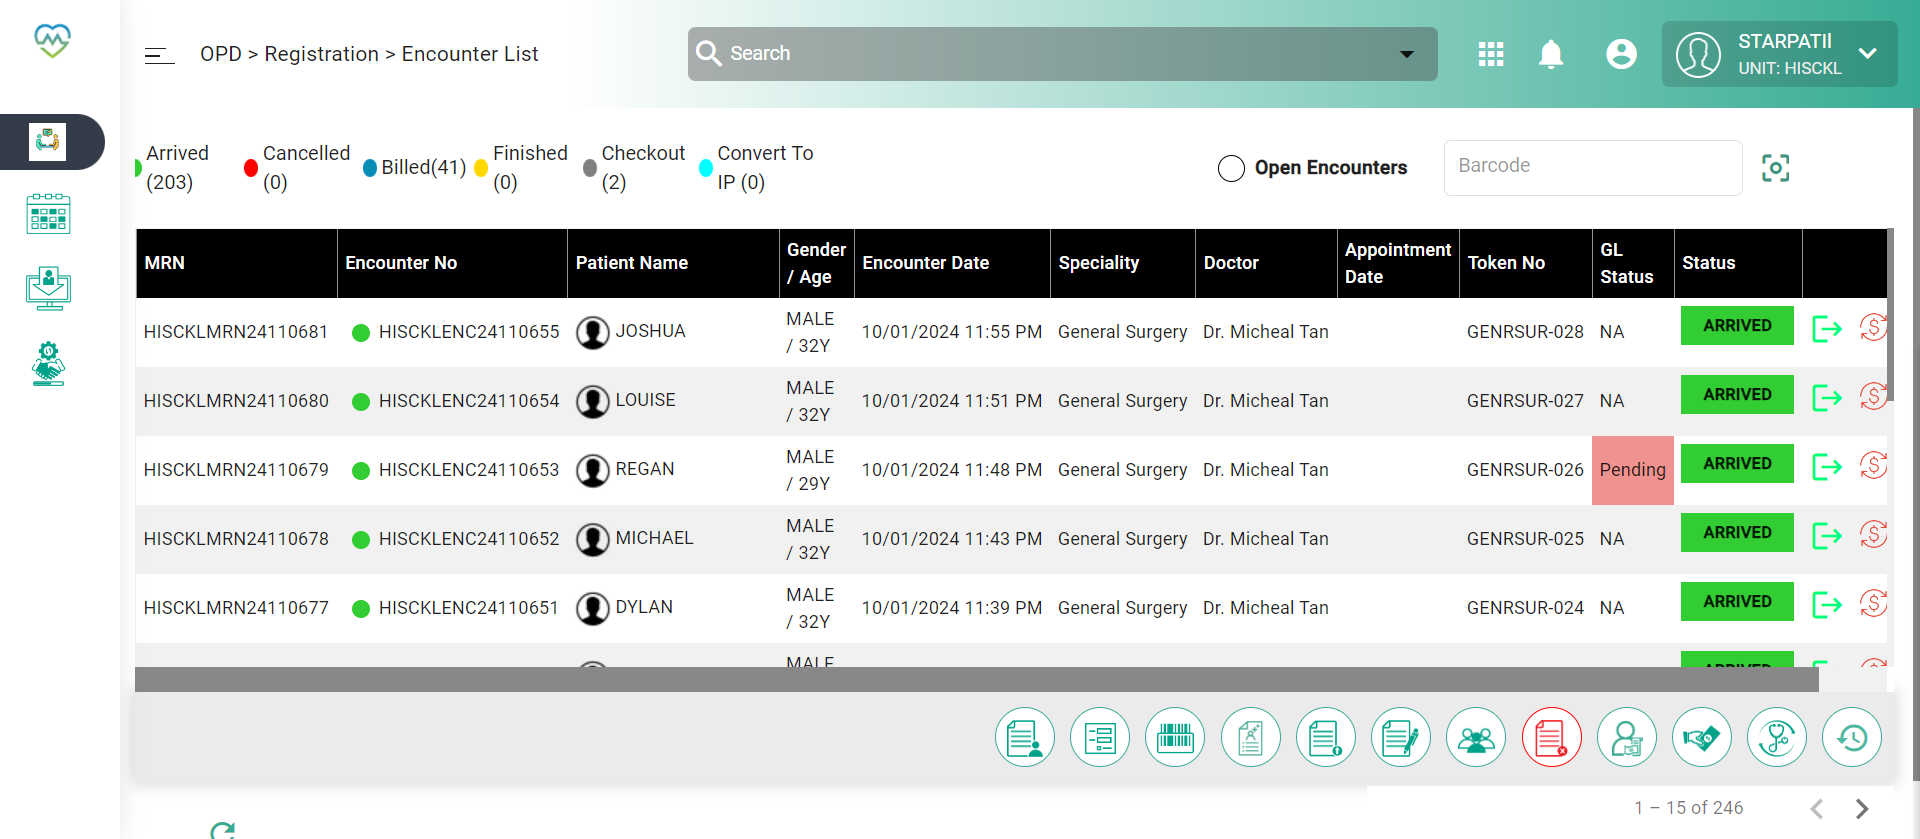 OPD > Registration > Encounter List
Search
STARPATII
UNIT: HISCKL
Arrived
(203)
Cancelled
(0)
Billed(41)
Finished
(0)
Checkout
(2)
Convert To
IP (0)
Open Encounters
Barcode
MRN Encounter No Patient Name Gender / Age Encounter Date Speciality Doctor Appointment Date Token No GL Status Status
HISCKLMRN24110681 HISCKLENC24110655 JOSHUA MALE / 32Y 10/01/2024 11:55 PM General Surgery Dr. Micheal Tan GENRSUR-028 NA ARRIVED
HISCKLMRN24110680 HISCKLENC24110654 LOUISE MALE / 32Y 10/01/2024 11:51 PM General Surgery Dr. Micheal Tan GENRSUR-027 NA ARRIVED
HISCKLMRN24110679 HISCKLENC24110653 REGAN MALE / 29Y 10/01/2024 11:48 PM General Surgery Dr. Micheal Tan GENRSUR-026 Pending ARRIVED
HISCKLMRN24110678 HISCKLENC24110652 MICHAEL MALE / 32Y 10/01/2024 11:43 PM General Surgery Dr. Micheal Tan GENRSUR-025 NA ARRIVED
HISCKLMRN24110677 HISCKLENC24110651 DYLAN MALE / 32Y 10/01/2024 11:39 PM General Surgery Dr. Micheal Tan GENRSUR-024 NA ARRIVED
MALE ARRIVED
1 – 15 of 246